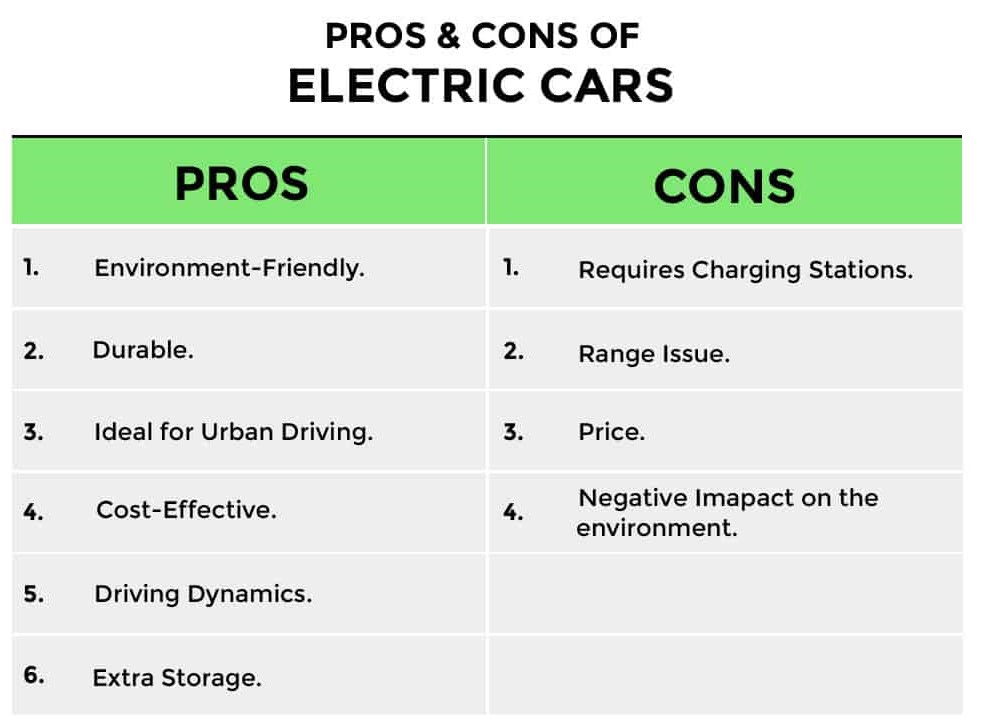 PROS & CONS OF
ELECTRIC CARS
PROS
CONS
1. Environment-Friendly.
1. Requires Charging Stations.
2. Durable.
2. Range Issue.
3. Ideal for Urban Driving.
3. Price.
4. Cost-Effective.
4. Negative Imapact on the
environment.
5. Driving Dynamics.
6. Extra Storage.